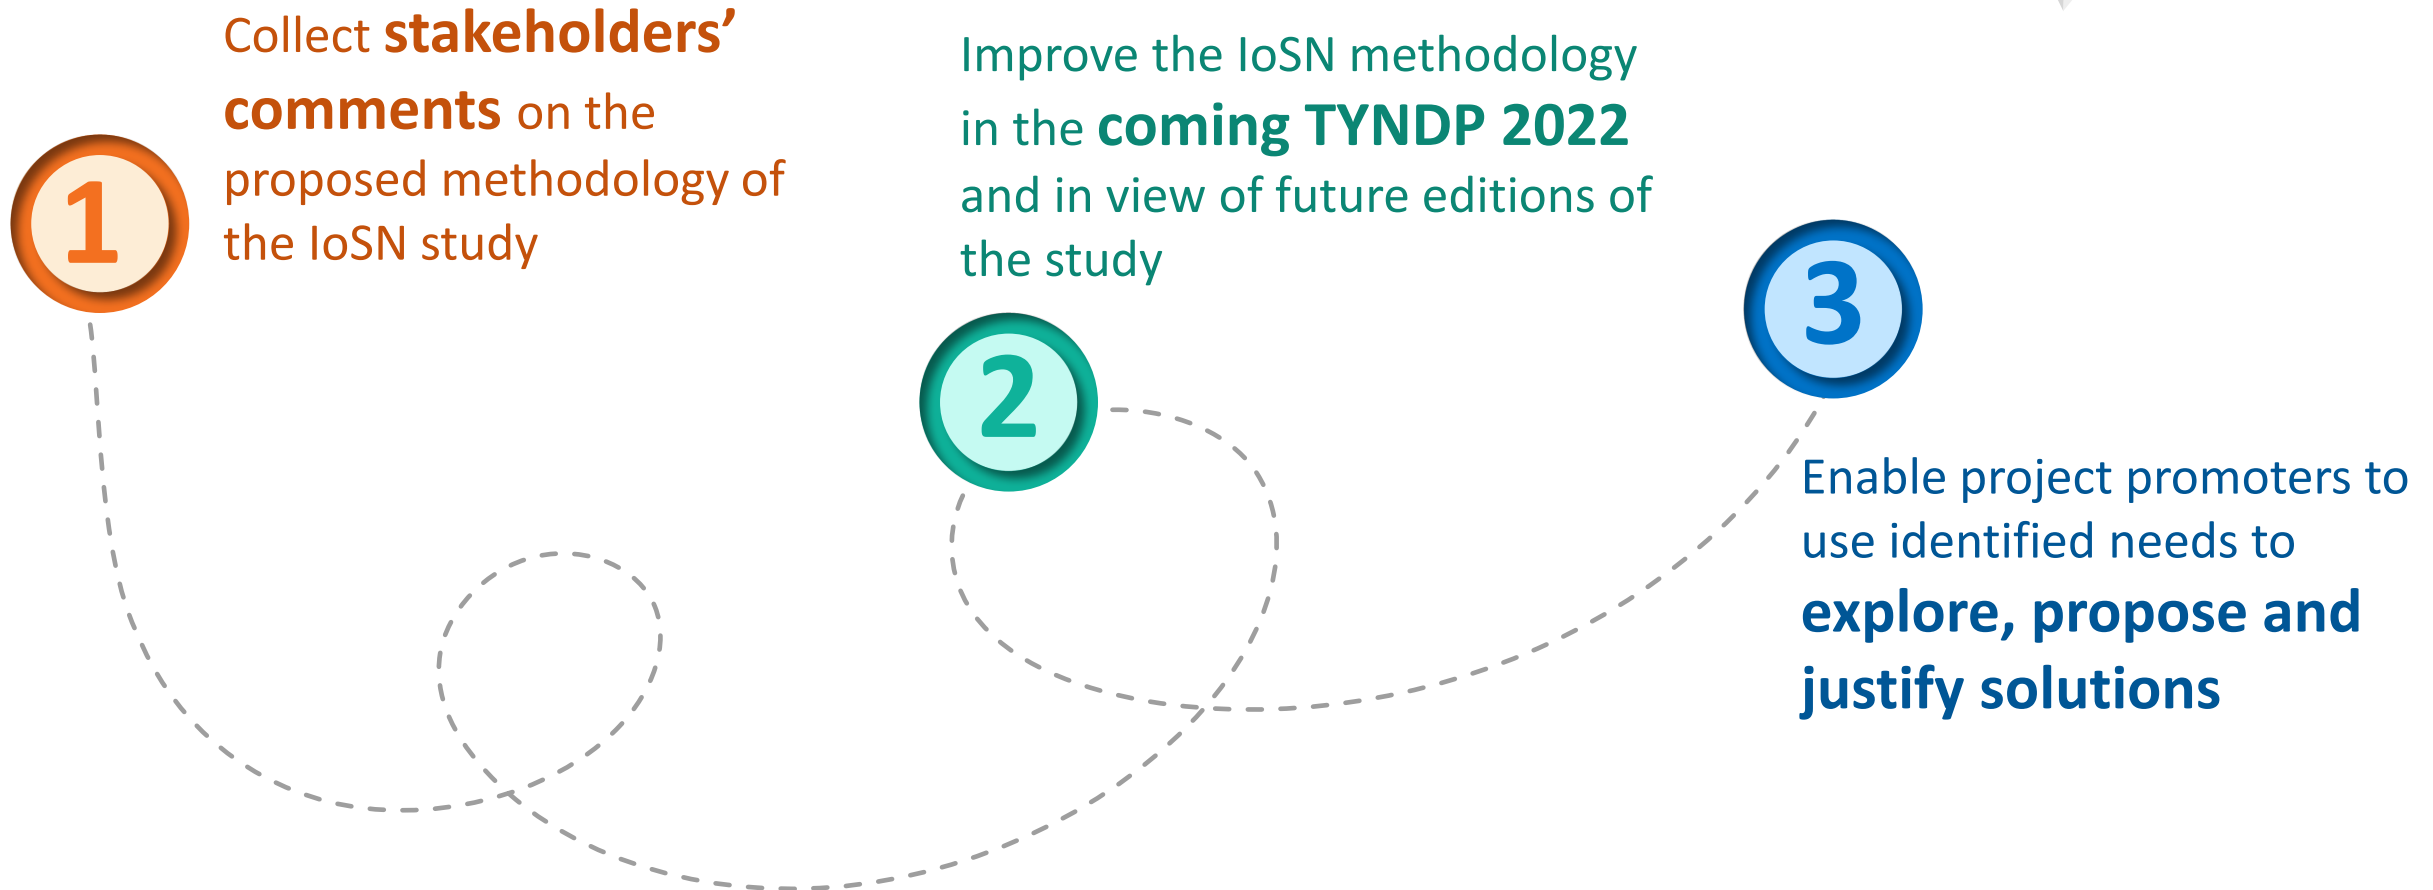 1
Collect stakeholders’
comments on the
proposed methodology of
the IoSN study
2
Improve the IoSN methodology
in the coming TYNDP 2022
and in view of future editions of
the study
3
Enable project promoters to
use identified needs to
explore, propose and
justify solutions